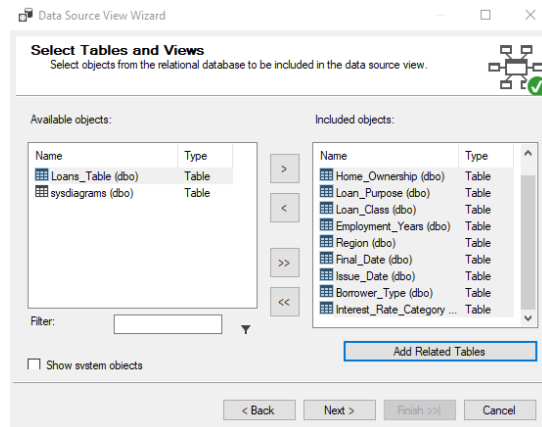 Data Source View Wizard
Select Tables and Views
Select objects from the relational database to be included in the data source view.
Available objects:
Included objects:
Name Type
Loans_Table (dbo) Table
sysdiagrams (dbo) Table
>
<
>>
<<
Name Type
Home_Ownership (dbo) Table
Loan_Purpose (dbo) Table
Loan_Class (dbo) Table
Employment_Years (dbo) Table
Region (dbo) Table
Final_Date (dbo) Table
Issue_Date (dbo) Table
Borrower_Type (dbo) Table
Interest_Rate_Category ... Table
Filter:
Add Related Tables
Show system objects
< Back Next > Finish >>| Cancel